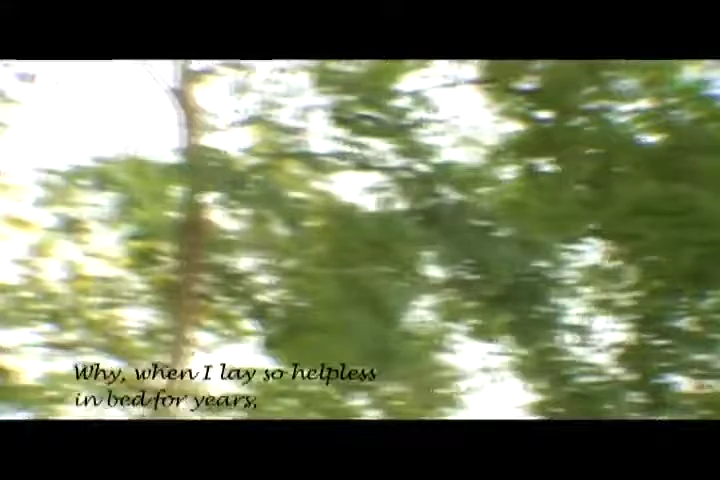 Why, when I lay so helpless
in bed for years,